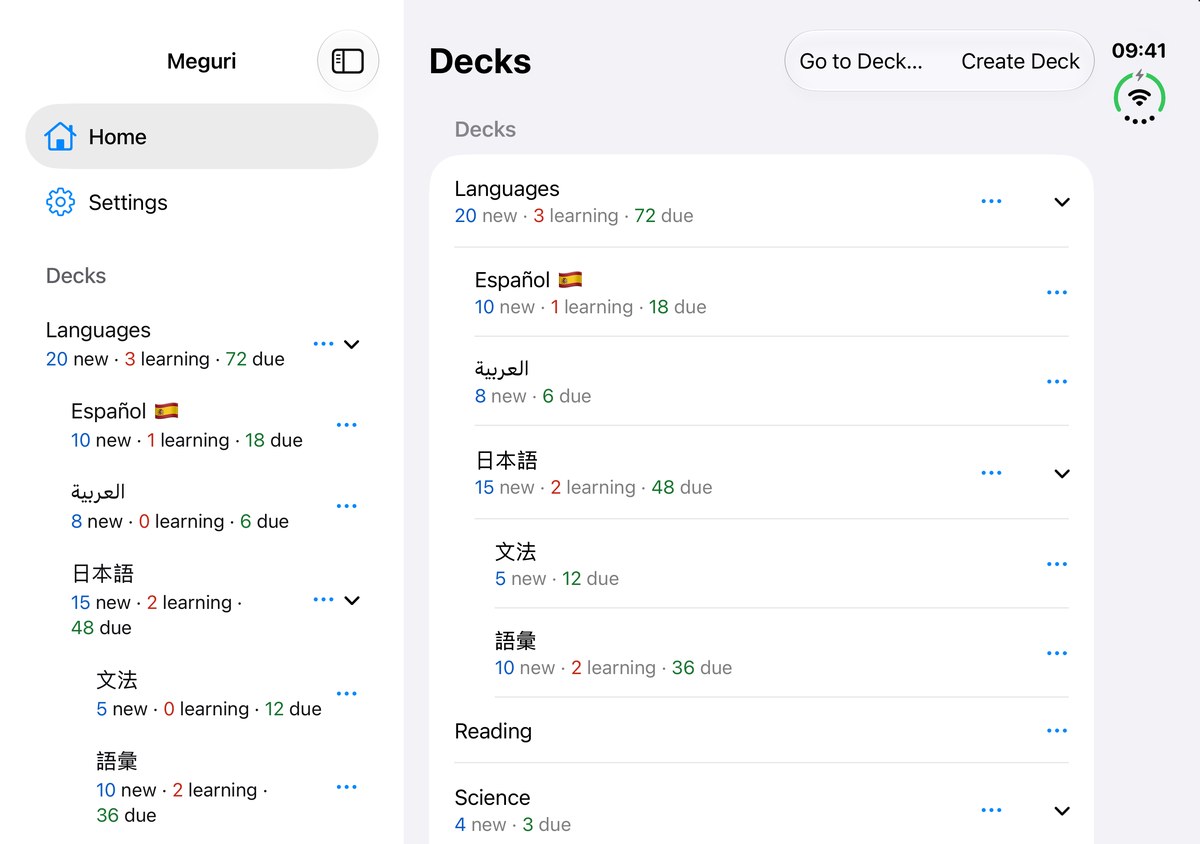 Meguri
Home
Settings
Decks
Languages
20 new · 3 learning · 72 due
Español 🇪🇸
10 new · 1 learning · 18 due
العربية
8 new · 0 learning · 6 due
日本語
15 new · 2 learning ·
48 due
文法
5 new · 0 learning · 12 due
語彙
10 new · 2 learning ·
36 due
Decks
Go to Deck...
Create Deck
09:41
Decks
Languages
20 new · 3 learning · 72 due
Español 🇪🇸
10 new · 1 learning · 18 due
العربية
8 new · 6 due
日本語
15 new · 2 learning · 48 due
文法
5 new · 12 due
語彙
10 new · 2 learning · 36 due
Reading
Science
4 new · 3 due